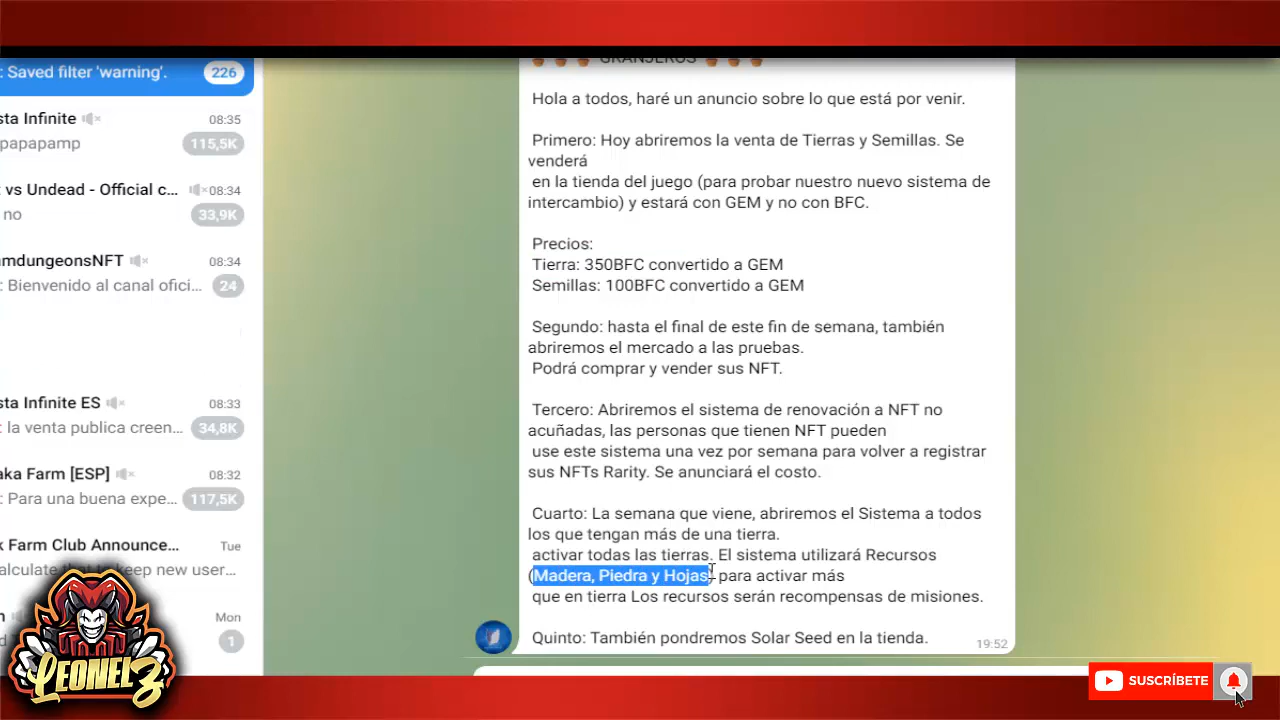 : Saved filter 'warning'.
226
GRANJEROS
sta Infinite
08:35
papapamp
115,5K
vs Undead - Official c...
08:34
no
33,9K
mdungeonsNFT
08:34
: Bienvenido al canal ofici...
24
sta Infinite ES
08:33
: la venta publica creen...
34,8K
aka Farm [ESP]
08:32
: Para una buena expe...
117,5K
k Farm Club Announce...
Tue
alculate that to keep new user...
Mon
1
Hola a todos, haré un anuncio sobre lo que está por venir.
Primero: Hoy abriremos la venta de Tierras y Semillas. Se
venderá
en la tienda del juego (para probar nuestro nuevo sistema de
intercambio) y estará con GEM y no con BFC.
Precios:
Tierra: 350BFC convertido a GEM
Semillas: 100BFC convertido a GEM
Segundo: hasta el final de este fin de semana, también
abriremos el mercado a las pruebas.
Podrá comprar y vender sus NFT.
Tercero: Abriremos el sistema de renovación a NFT no
acuñadas, las personas que tienen NFT pueden
use este sistema una vez por semana para volver a registrar
sus NFTs Rarity. Se anunciará el costo.
Cuarto: La semana que viene, abriremos el Sistema a todos
los que tengan más de una tierra.
activar todas las tierras. El sistema utilizará Recursos
(Madera, Piedra y Hojas) para activar más
que en tierra Los recursos serán recompensas de misiones.
Quinto: También pondremos Solar Seed en la tienda.
19:52
LEONELZ
SUSCRÍBETE